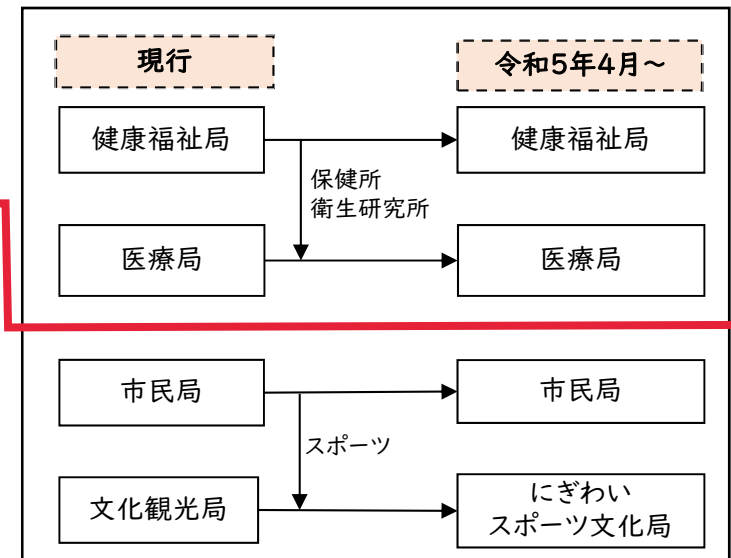 現行
令和5年4月～
健康福祉局
健康福祉局
保健所
衛生研究所
医療局
医療局
市民局
市民局
スポーツ
文化観光局
にぎわい
スポーツ文化局